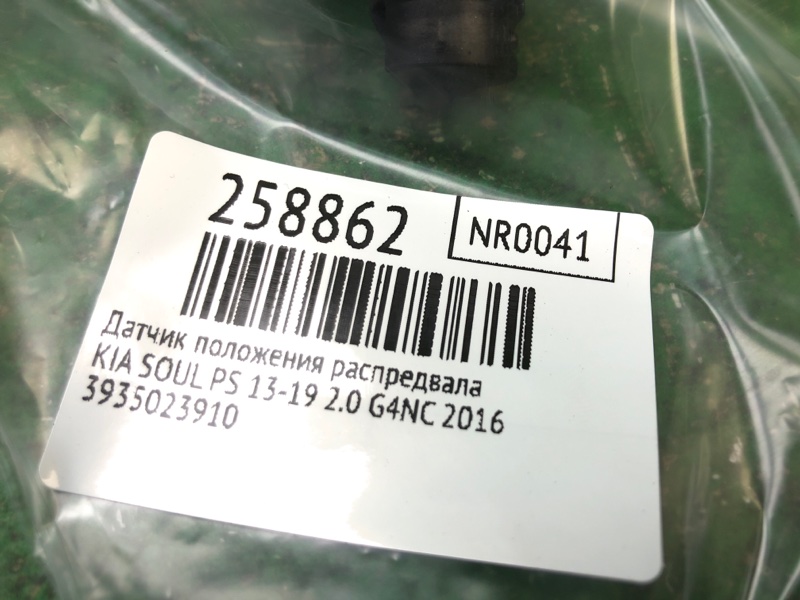 258862
NR0041
Датчик положения распредвала
KIA SOUL PS 13-19 2.0 G4NC 2016
3935023910